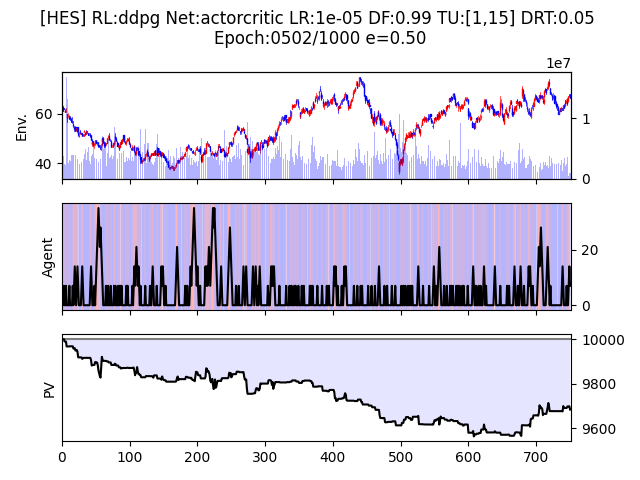 [HES] RL:ddpg Net:actorcritic LR:1e-05 DF:0.99 TU:[1,15] DRT:0.05
Epoch:0502/1000 e=0.50
1e7
Env.
60
40
1
0
Agent
20
0
PV
10000
9800
9600
0 100 200 300 400 500 600 700